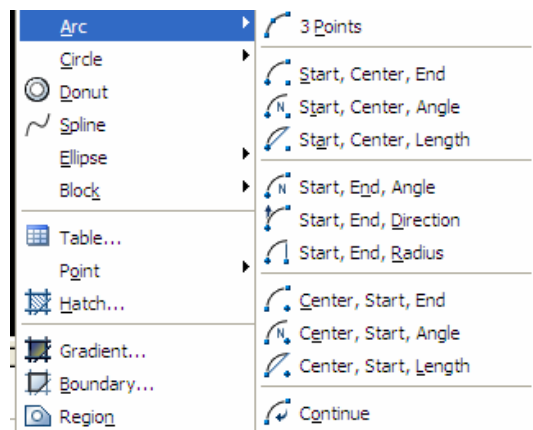 Arc
Circle
Donut
Spline
Ellipse
Block
Table...
Point
Hatch...
Gradient...
Boundary...
Region
3 Points
Start, Center, End
Start, Center, Angle
Start, Center, Length
Start, End, Angle
Start, End, Direction
Start, End, Radius
Center, Start, End
Center, Start, Angle
Center, Start, Length
Continue